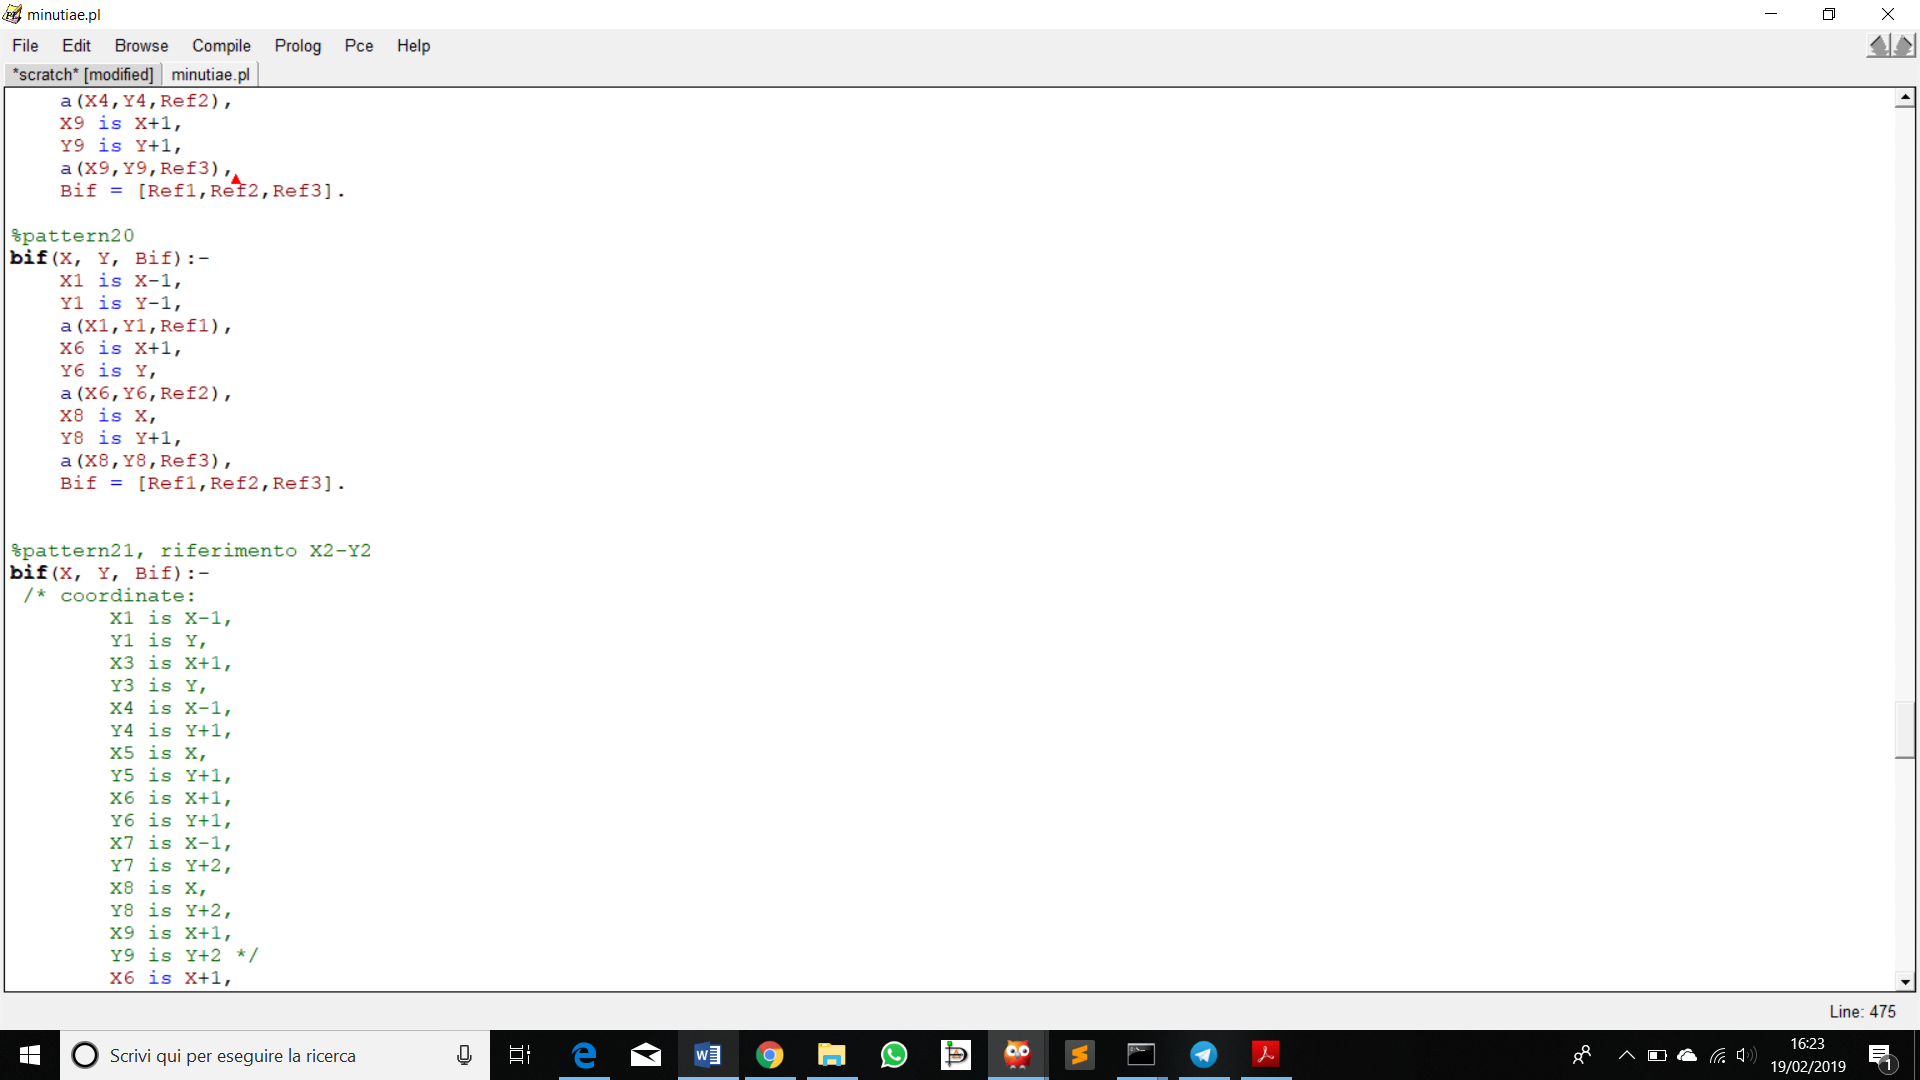 minutiae.pl
File Edit Browse Compile Prolog Pce Help
*scratch* [modified] minutiae.pl
a(X4,Y4,Ref2),
X9 is X+1,
Y9 is Y+1,
a(X9,Y9,Ref3),
Bif = [Ref1,Ref2,Ref3].
%pattern20
bif(X, Y, Bif):-
X1 is X-1,
Y1 is Y-1,
a(X1,Y1,Ref1),
X6 is X+1,
Y6 is Y,
a(X6,Y6,Ref2),
X8 is X,
Y8 is Y+1,
a(X8,Y8,Ref3),
Bif = [Ref1,Ref2,Ref3].
%pattern21, riferimento X2-Y2
bif(X, Y, Bif):-
/* coordinate:
X1 is X-1,
Y1 is Y,
X3 is X+1,
Y3 is Y,
X4 is X-1,
Y4 is Y+1,
X5 is X,
Y5 is Y+1,
X6 is X+1,
Y6 is Y+1,
X7 is X-1,
Y7 is Y+2,
X8 is X,
Y8 is Y+2,
X9 is X+1,
Y9 is Y+2 */
X6 is X+1,
Line: 475
Scrivi qui per eseguire la ricerca
16:23
19/02/2019
1